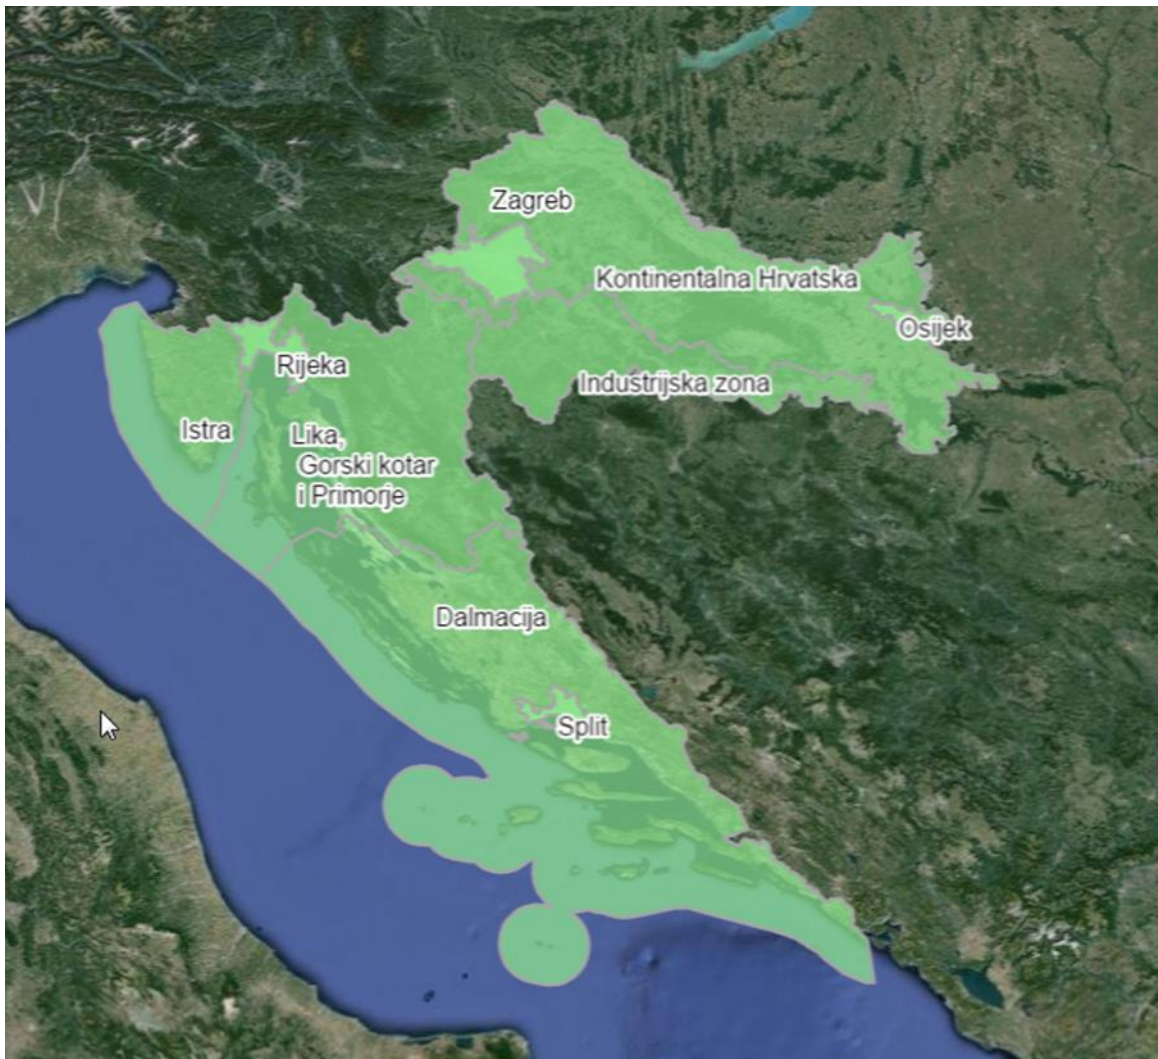 Zagreb
Kontinentalna Hrvatska
Osijek
Rijeka
Industrijska zona
Istra
Lika,
Gorski kotar
i Primorje
Dalmacija
Split